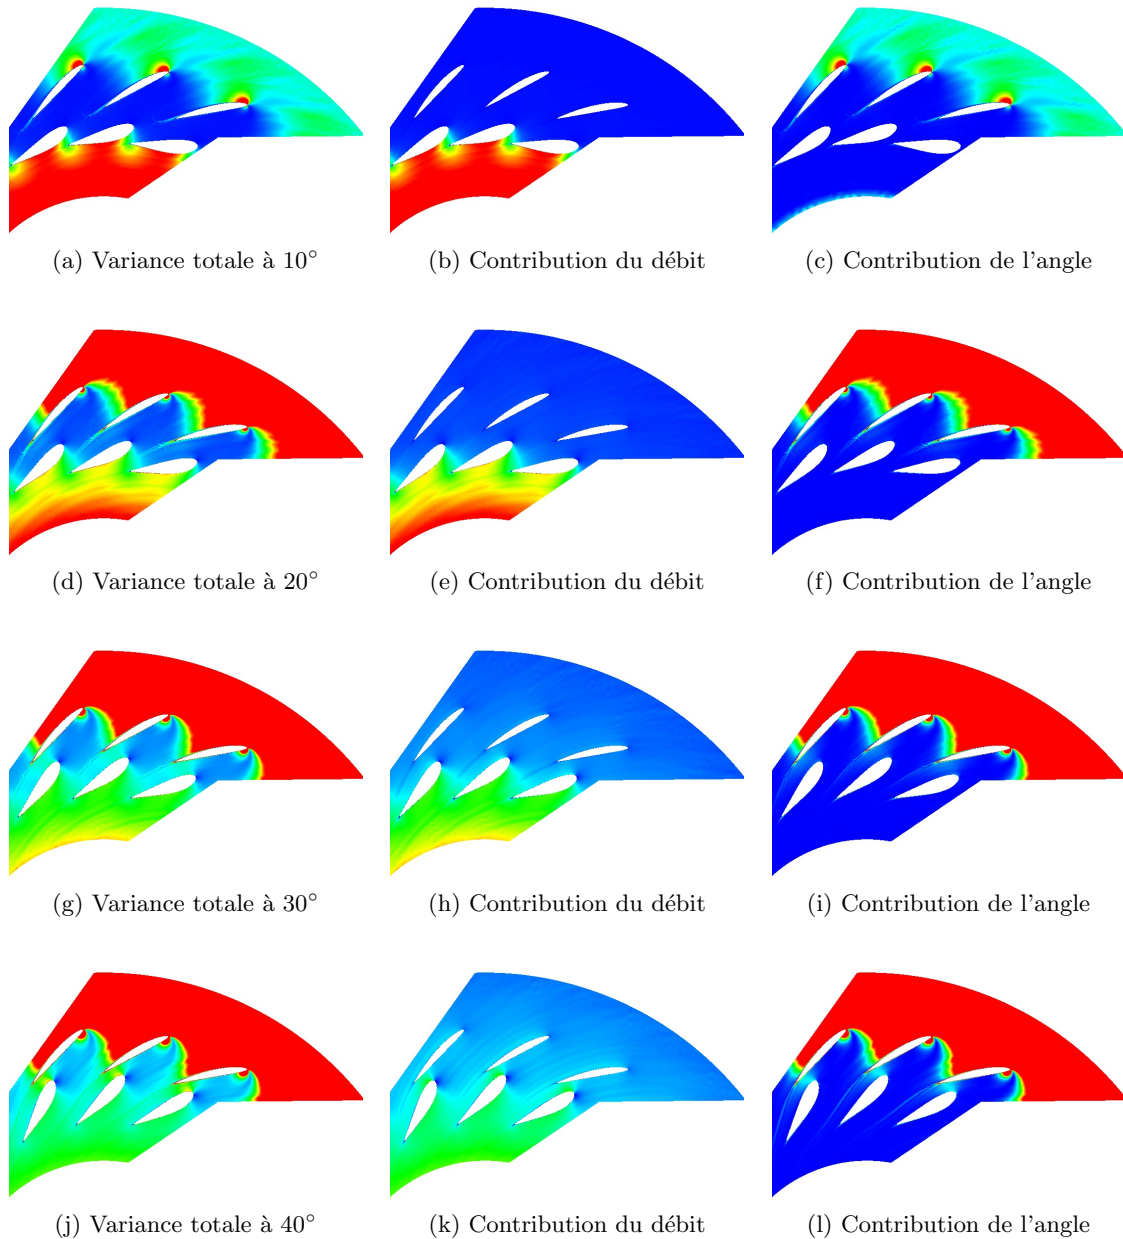 (a) Variance totale à 10°
(b) Contribution du débit
(c) Contribution de l'angle
(d) Variance totale à 20°
(e) Contribution du débit
(f) Contribution de l'angle
(g) Variance totale à 30°
(h) Contribution du débit
(i) Contribution de l'angle
(j) Variance totale à 40°
(k) Contribution du débit
(l) Contribution de l'angle